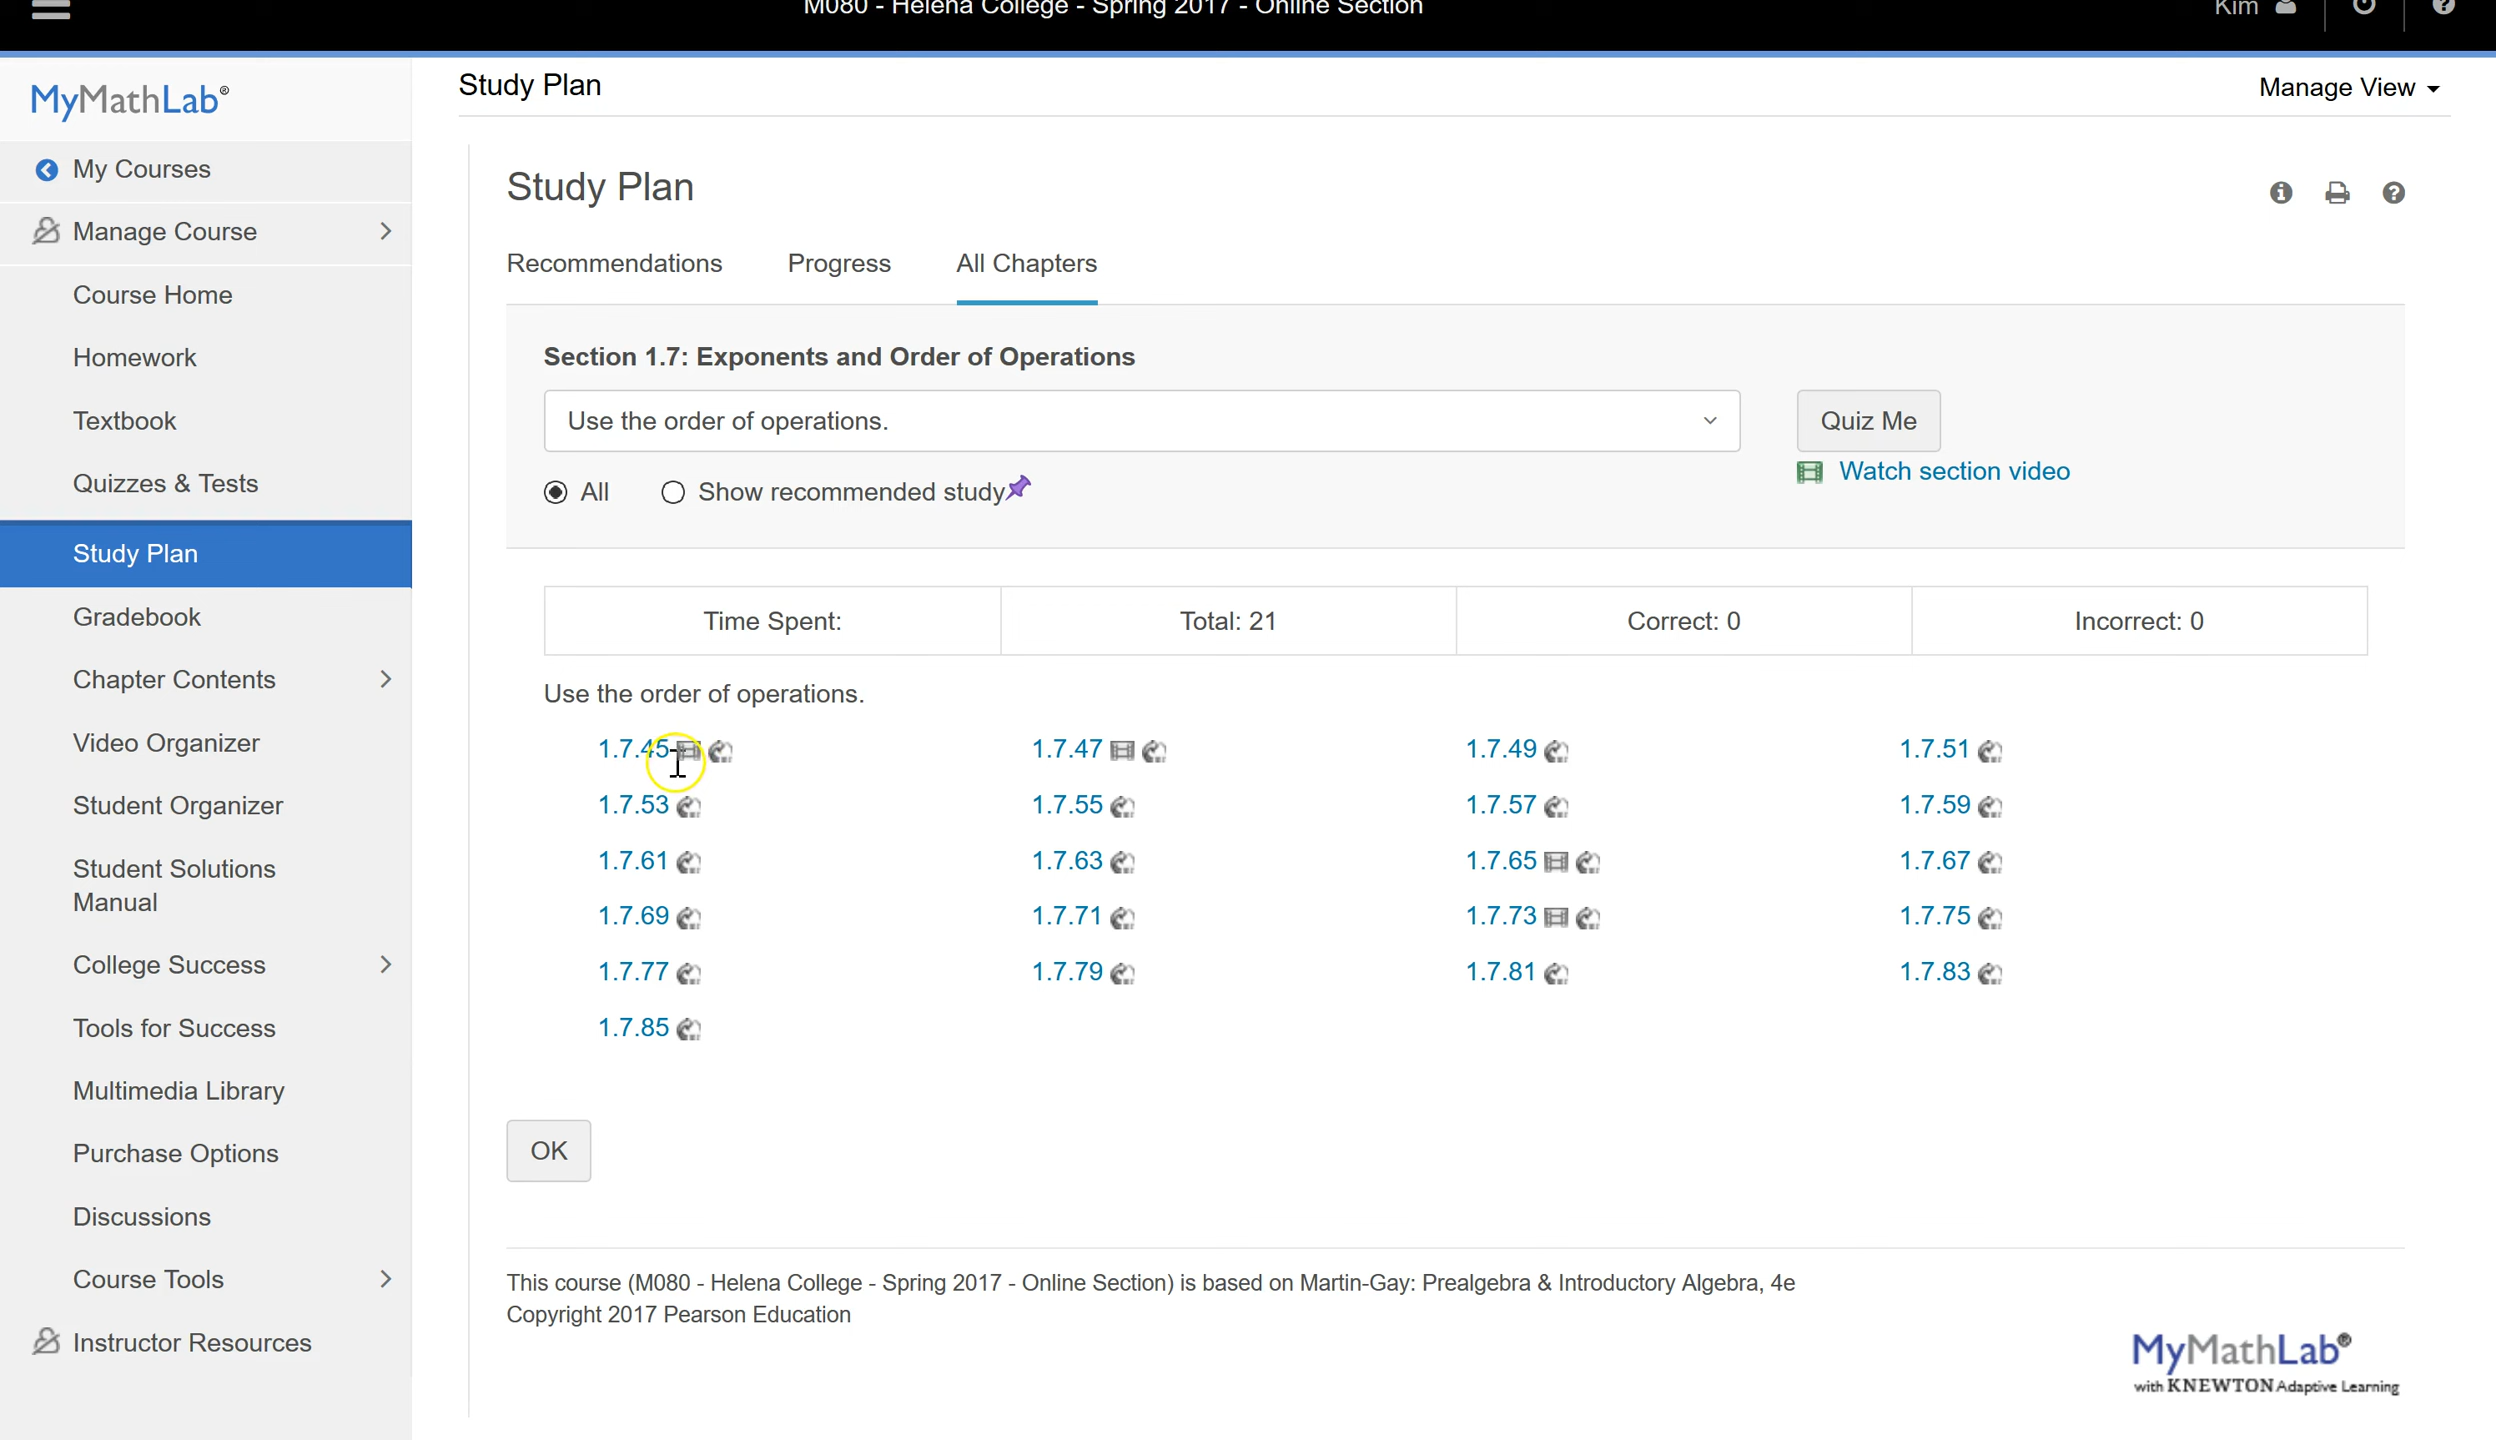 M080 - Helena College - Spring 2017 - Online Section
Kim
MyMathLab®
My Courses
Manage Course
Course Home
Homework
Textbook
Quizzes & Tests
Study Plan
Gradebook
Chapter Contents
Video Organizer
Student Organizer
Student Solutions
Manual
College Success
Tools for Success
Multimedia Library
Purchase Options
Discussions
Course Tools
Instructor Resources
Study Plan
Manage View
Study Plan
Recommendations Progress All Chapters
Section 1.7: Exponents and Order of Operations
Use the order of operations.
Quiz Me
Watch section video
All Show recommended study
Time Spent: Total: 21 Correct: 0 Incorrect: 0
Use the order of operations.
1.7.45 1.7.47 1.7.49 1.7.51
1.7.53 1.7.55 1.7.57 1.7.59
1.7.61 1.7.63 1.7.65 1.7.67
1.7.69 1.7.71 1.7.73 1.7.75
1.7.77 1.7.79 1.7.81 1.7.83
1.7.85
OK
This course (M080 - Helena College - Spring 2017 - Online Section) is based on Martin-Gay: Prealgebra & Introductory Algebra, 4e
Copyright 2017 Pearson Education
MyMathLab®
with KNEWTON Adaptive Learning